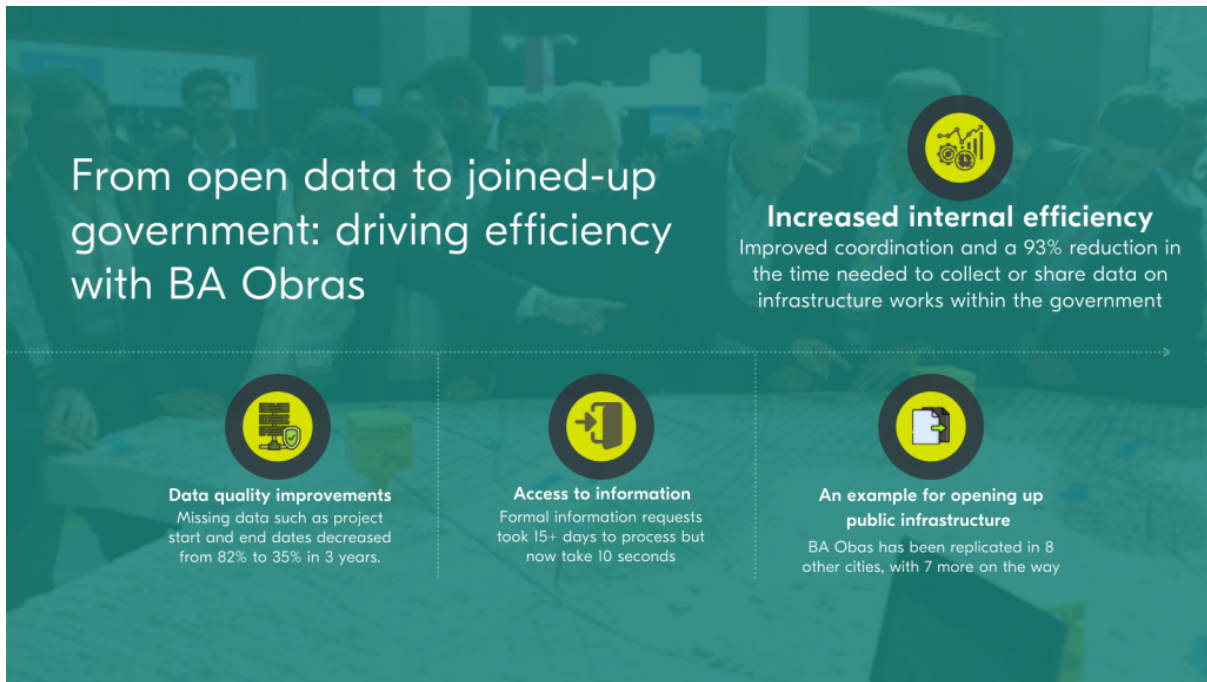 From open data to joined-up
government: driving efficiency
with BA Obras
Increased internal efficiency
Improved coordination and a 93% reduction in
the time needed to collect or share data on
infrastructure works within the government
Data quality improvements
Missing data such as project
start and end dates decreased
from 82% to 35% in 3 years.
Access to information
Formal information requests
took 15+ days to process but
now take 10 seconds
An example for opening up
public infrastructure
BA Obas has been replicated in 8
other cities, with 7 more on the way